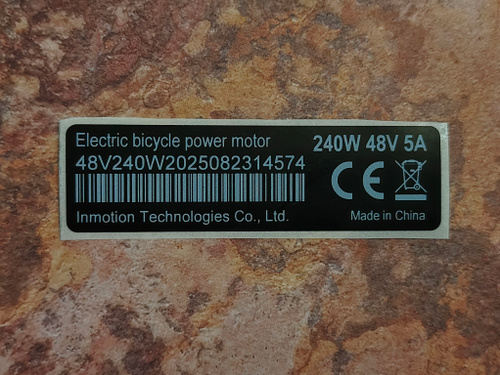 Electric bicycle power motor
240W 48V 5A
48V240W2025082314574
CE
Inmotion Technologies Co., Ltd.
Made in China